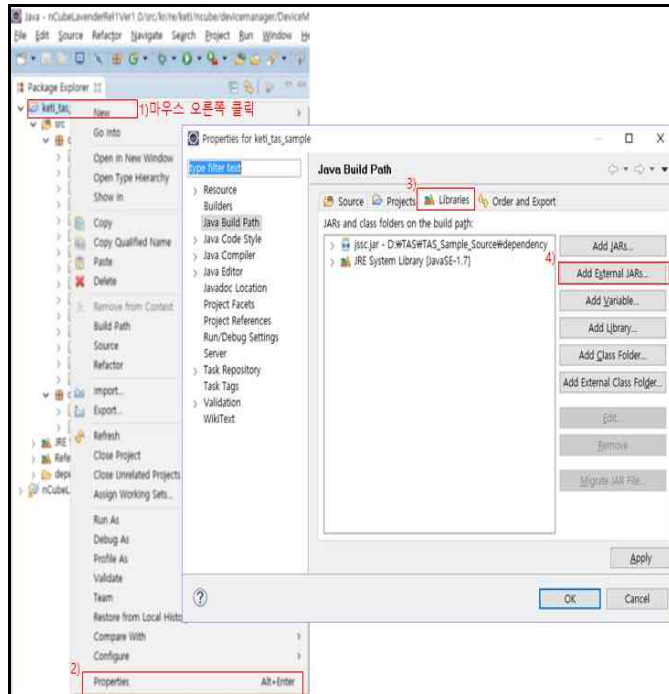 Java - nCubeLavenderRel1Ver1.0/src/kr/re/keti/ncube/devicemanager/DeviceM
File Edit Source Refactor Navigate Search Project Run Window
Package Explorer
keti_tas_
1)마우스 오른쪽 클릭
src
JRE
Refe
depe
nCubeL
New
Go Into
Open in New Window
Open Type Hierarchy
Show In
Copy
Copy Qualified Name
Paste
Delete
Remove from Context
Build Path
Source
Refactor
Import...
Export...
Refresh
Close Project
Close Unrelated Projects
Assign Working Sets...
Run As
Debug As
Profile As
Validate
Team
Restore from Local Histo
Compare With
Configure
2)
Properties Alt+Enter
Properties for keti_tas_sample
type filter text
Resource
Builders
Java Build Path
Java Code Style
Java Compiler
Java Editor
Javadoc Location
Project Facets
Project References
Run/Debug Settings
Server
Task Repository
Task Tags
Validation
WikiText
Java Build Path
3)
Source Projects Libraries Order and Export
JARs and class folders on the build path:
jssc.jar - D:₩TAS₩TAS_Sample_Source₩dependency
JRE System Library [JavaSE-1.7]
Add JARs...
4)
Add External JARs...
Add Variable...
Add Library...
Add Class Folder...
Add External Class Folder...
Edit...
Remove
Migrate JAR File...
Apply
OK Cancel